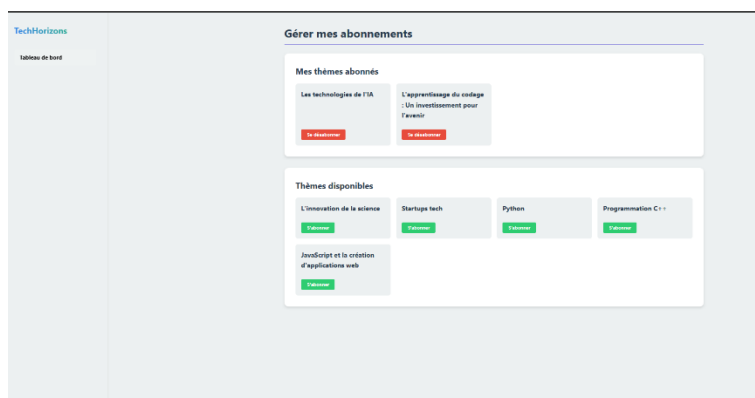 TechHorizons
Tableau de bord
Gérer mes abonnements
Mes thèmes abonnés
Les technologies de l'IA
Se désabonner
L'apprentissage du codage
: Un investissement pour
l'avenir
Se désabonner
Thèmes disponibles
L'innovation de la science
S'abonner
Startups tech
S'abonner
Python
S'abonner
Programmation C++
S'abonner
JavaScript et la création
d'applications web
S'abonner